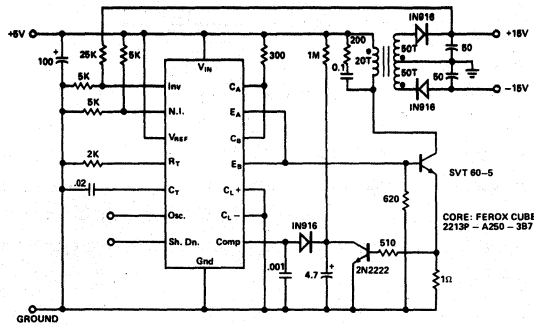 IN916
+5V
+15V
200
100
+
25K
5K
300
1M
20T
50T
50
VIN
0.1
5K
Inv
CA
50T
50
5K
N.I.
EA
IN916
-15V
VREF
CB
2K
RT
EB
SVT 60-5
.02
CT
CL +
620
CORE: FEROX CUBE
2213P – A250 – 3B7
Osc.
CL –
IN916
510
Sh. Dn.
Comp
2N2222
1Ω
.001
4.7
+
Gnd
GROUND